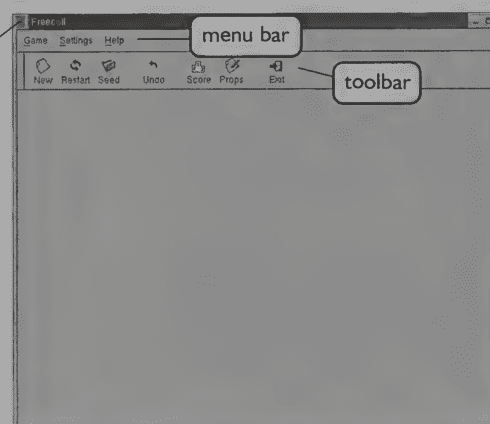 Freecell
Game Settings Help
menu bar
New Restart Seed Undo Score Props Exit
toolbar